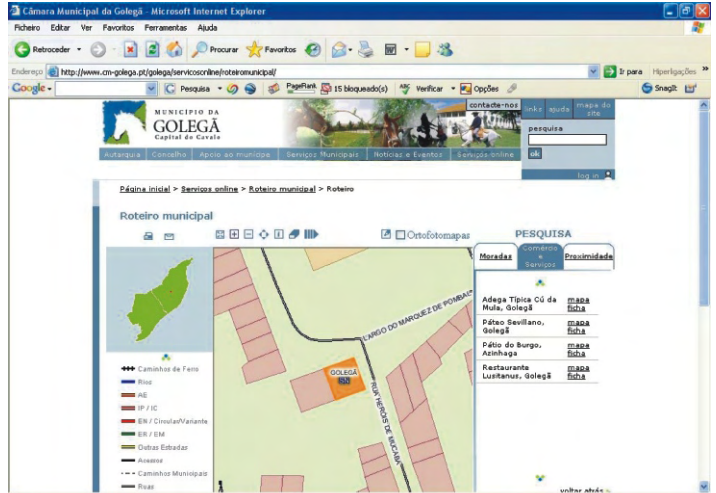 Câmara Municipal da Golegã - Microsoft Internet Explorer
Ficheiro Editar Ver Favoritos Ferramentas Ajuda
Retroceder Procurar Favoritos
Endereço http://www.cm-golega.pt/golega/servicosonline/roteiromunicipal/ Ir para Hiperligações »
Google Pesquisa PageRank 15 bloqueado(s) ABC Verificar Opções SnagIt
MUNICÍPIO DA
GOLEGÃ
Capital do Cavalo
contacte-nos links ajuda mapa do site
pesquisa
ok
log in
Autarquia Concelho Apoio ao munícipe Serviços Municipais Notícias e Eventos Serviços online
Página inicial > Serviços online > Roteiro municipal > Roteiro
Roteiro municipal
Ortofotomapas
PESQUISA
Moradas
Comércio e Serviços
Proximidade
Adega Típica Cú da Mula, Golegã mapa ficha
Páteo Sevillano, Golegã mapa ficha
Pátio do Burgo, Azinhaga mapa ficha
Restaurante Lusitanus, Golegã mapa ficha
voltar atrás
LARGO DO MARQUEZ DE POMBAL
GOLEGÃ
RUA HERÓIS DE MUCABA
Caminhos de Ferro
Rios
AE
IP / IC
EN / Circular/Variante
ER / EM
Outras Estradas
Acessos
Caminhos Municipais
Ruas